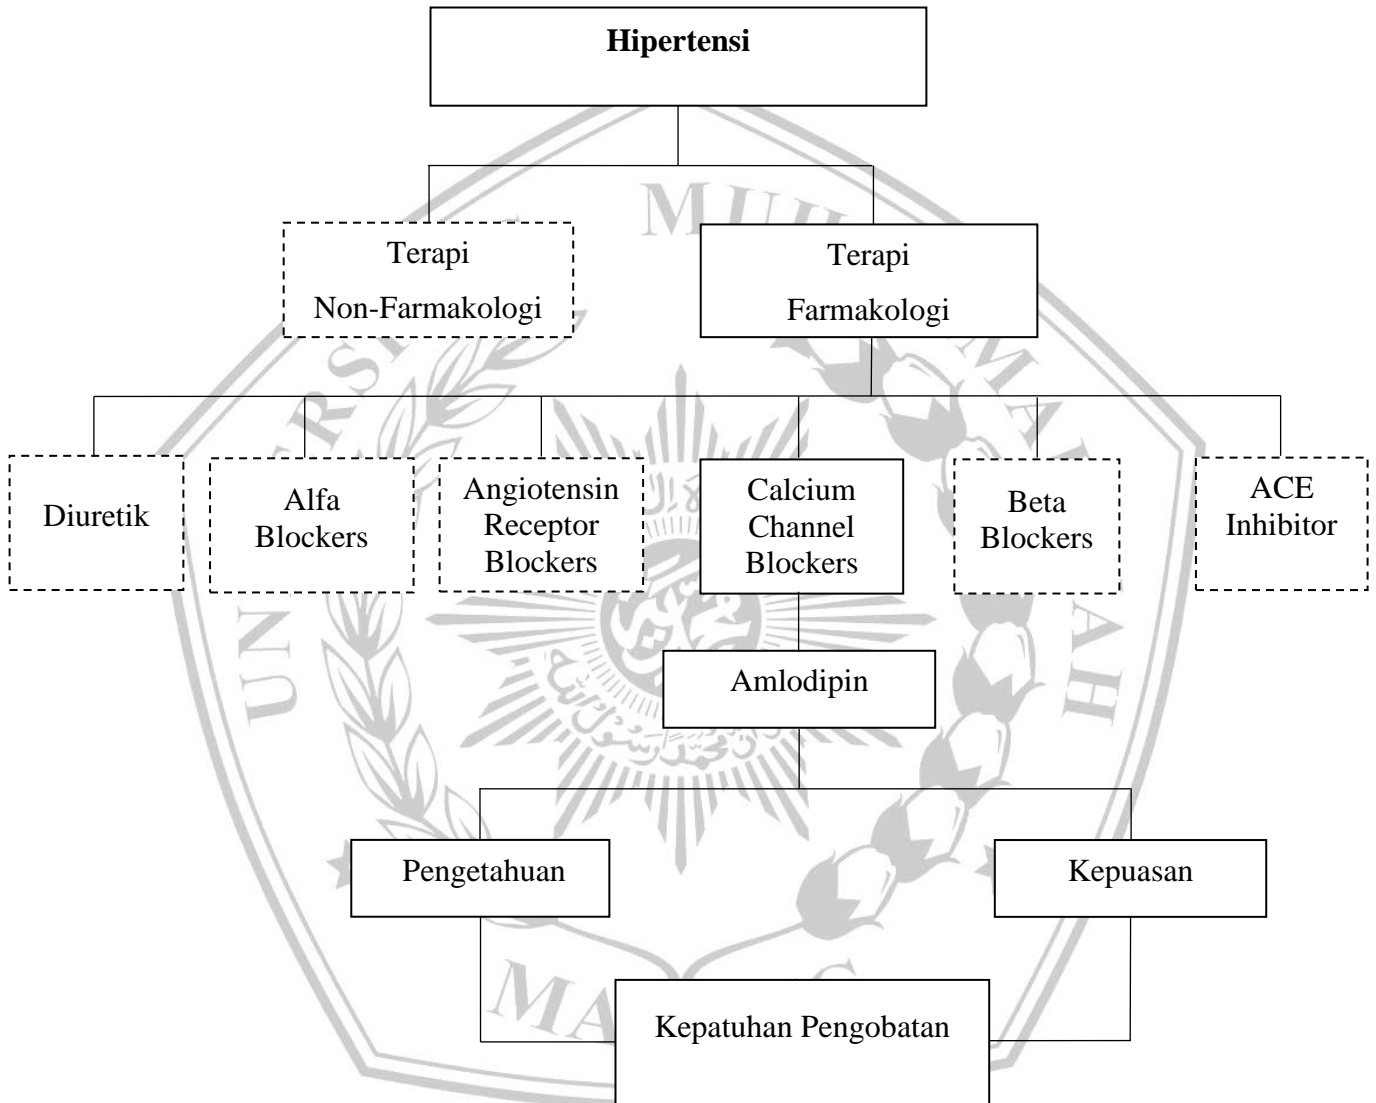 Hipertensi
Terapi
Non-Farmakologi
Terapi
Farmakologi
Diuretik
Alfa
Blockers
Angiotensin
Receptor
Blockers
Calcium
Channel
Blockers
Beta
Blockers
ACE
Inhibitor
Amlodipin
Pengetahuan
Kepuasan
Kepatuhan Pengobatan